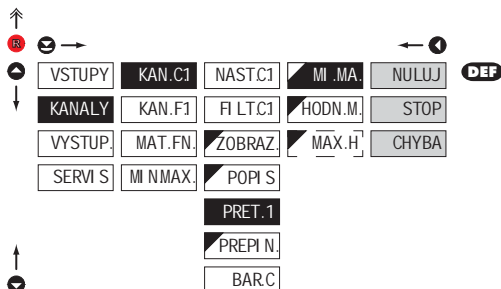 R
VSTUPY KAN.C1 NAST.C1 MI.MA. NULUJ DEF
KANALY KAN.F1 FILT.C1 HODN.M. STOP
VYSTUP. MAT.FN. ZOBRAZ. MAX.H CHYBA
SERVIS MINMAX. POPIS
PRET.1
PREPIN.
BAR.C